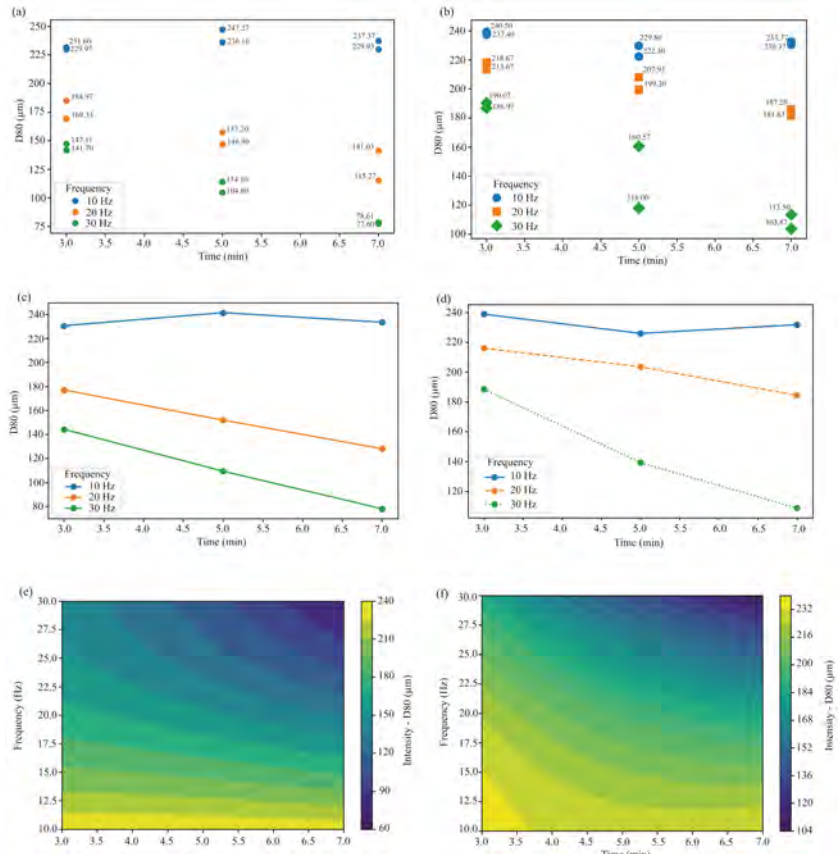 (a)
250
225
200
175
150
125
100
75
D80 (μm)
247.27
236.10
237.37
229.93
229.97
184.97
169.33
157.20
146.90
147.17
141.70
141.03
115.27
114.10
104.80
78.61
77.60
Frequency
10 Hz
20 Hz
30 Hz
3.0 3.5 4.0 4.5 5.0 5.5 6.0 6.5 7.0
Time (min)
(b)
240
220
200
180
160
140
120
100
D80 (μm)
240.50
237.40
229.80
222.30
230.37
218.67
213.67
207.93
199.20
187.20
181.67
190.07
186.97
160.57
118.00
113.50
103.87
Frequency
10 Hz
20 Hz
30 Hz
3.0 3.5 4.0 4.5 5.0 5.5 6.0 6.5 7.0
Time (min)
(c)
240
220
200
180
160
140
120
100
80
D80 (μm)
Frequency
10 Hz
20 Hz
30 Hz
3.0 3.5 4.0 4.5 5.0 5.5 6.0 6.5 7.0
Time (min)
(d)
240
220
200
180
160
140
120
D80 (μm)
Frequency
10 Hz
20 Hz
30 Hz
3.0 3.5 4.0 4.5 5.0 5.5 6.0 6.5 7.0
Time (min)
(e)
30.0
27.5
25.0
22.5
20.0
17.5
15.0
12.5
10.0
Frequency (Hz)
3.0 3.5 4.0 4.5 5.0 5.5 6.0 6.5 7.0
240
210
180
150
120
90
60
Intensity - D80 (μm)
(f)
30.0
27.5
25.0
22.5
20.0
17.5
15.0
12.5
10.0
Frequency (Hz)
3.0 3.5 4.0 4.5 5.0 5.5 6.0 6.5 7.0
Time (min)
232
216
200
184
168
152
136
120
104
Intensity - D80 (μm)